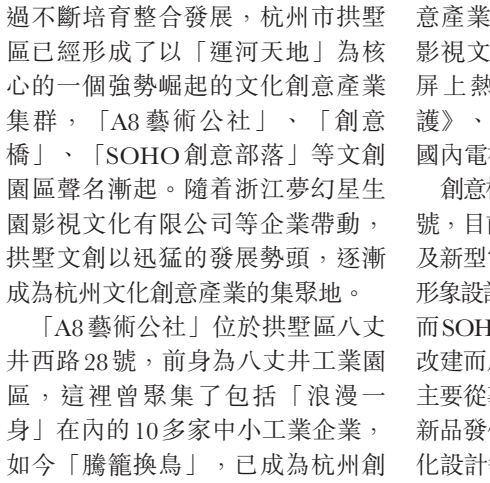 過不斷培育整合發展，杭州市拱墅
區已經形成了以「運河天地」為核
心的一個強勢崛起的文化創意產業
集群，「A8藝術公社」、「創意
橋」、「SOHO創意部落」等文創
園區聲名漸起。隨着浙江夢幻星生
園影視文化有限公司等企業帶動，
拱墅文創以迅猛的發展勢頭，逐漸
成為杭州文化創意產業的集聚地。
「A8藝術公社」位於拱墅區八丈
井西路28號，前身為八丈井工業園
區，這裡曾聚集了包括「浪漫一
身」在內的10多家中小工業企業，
如今「騰籠換鳥」，已成為杭州創
意產業
影視文
屏上熱
護》、
國內電
創意
號，目
及新型
形象設
而SOH
改建而
主要從
新品發
化設計